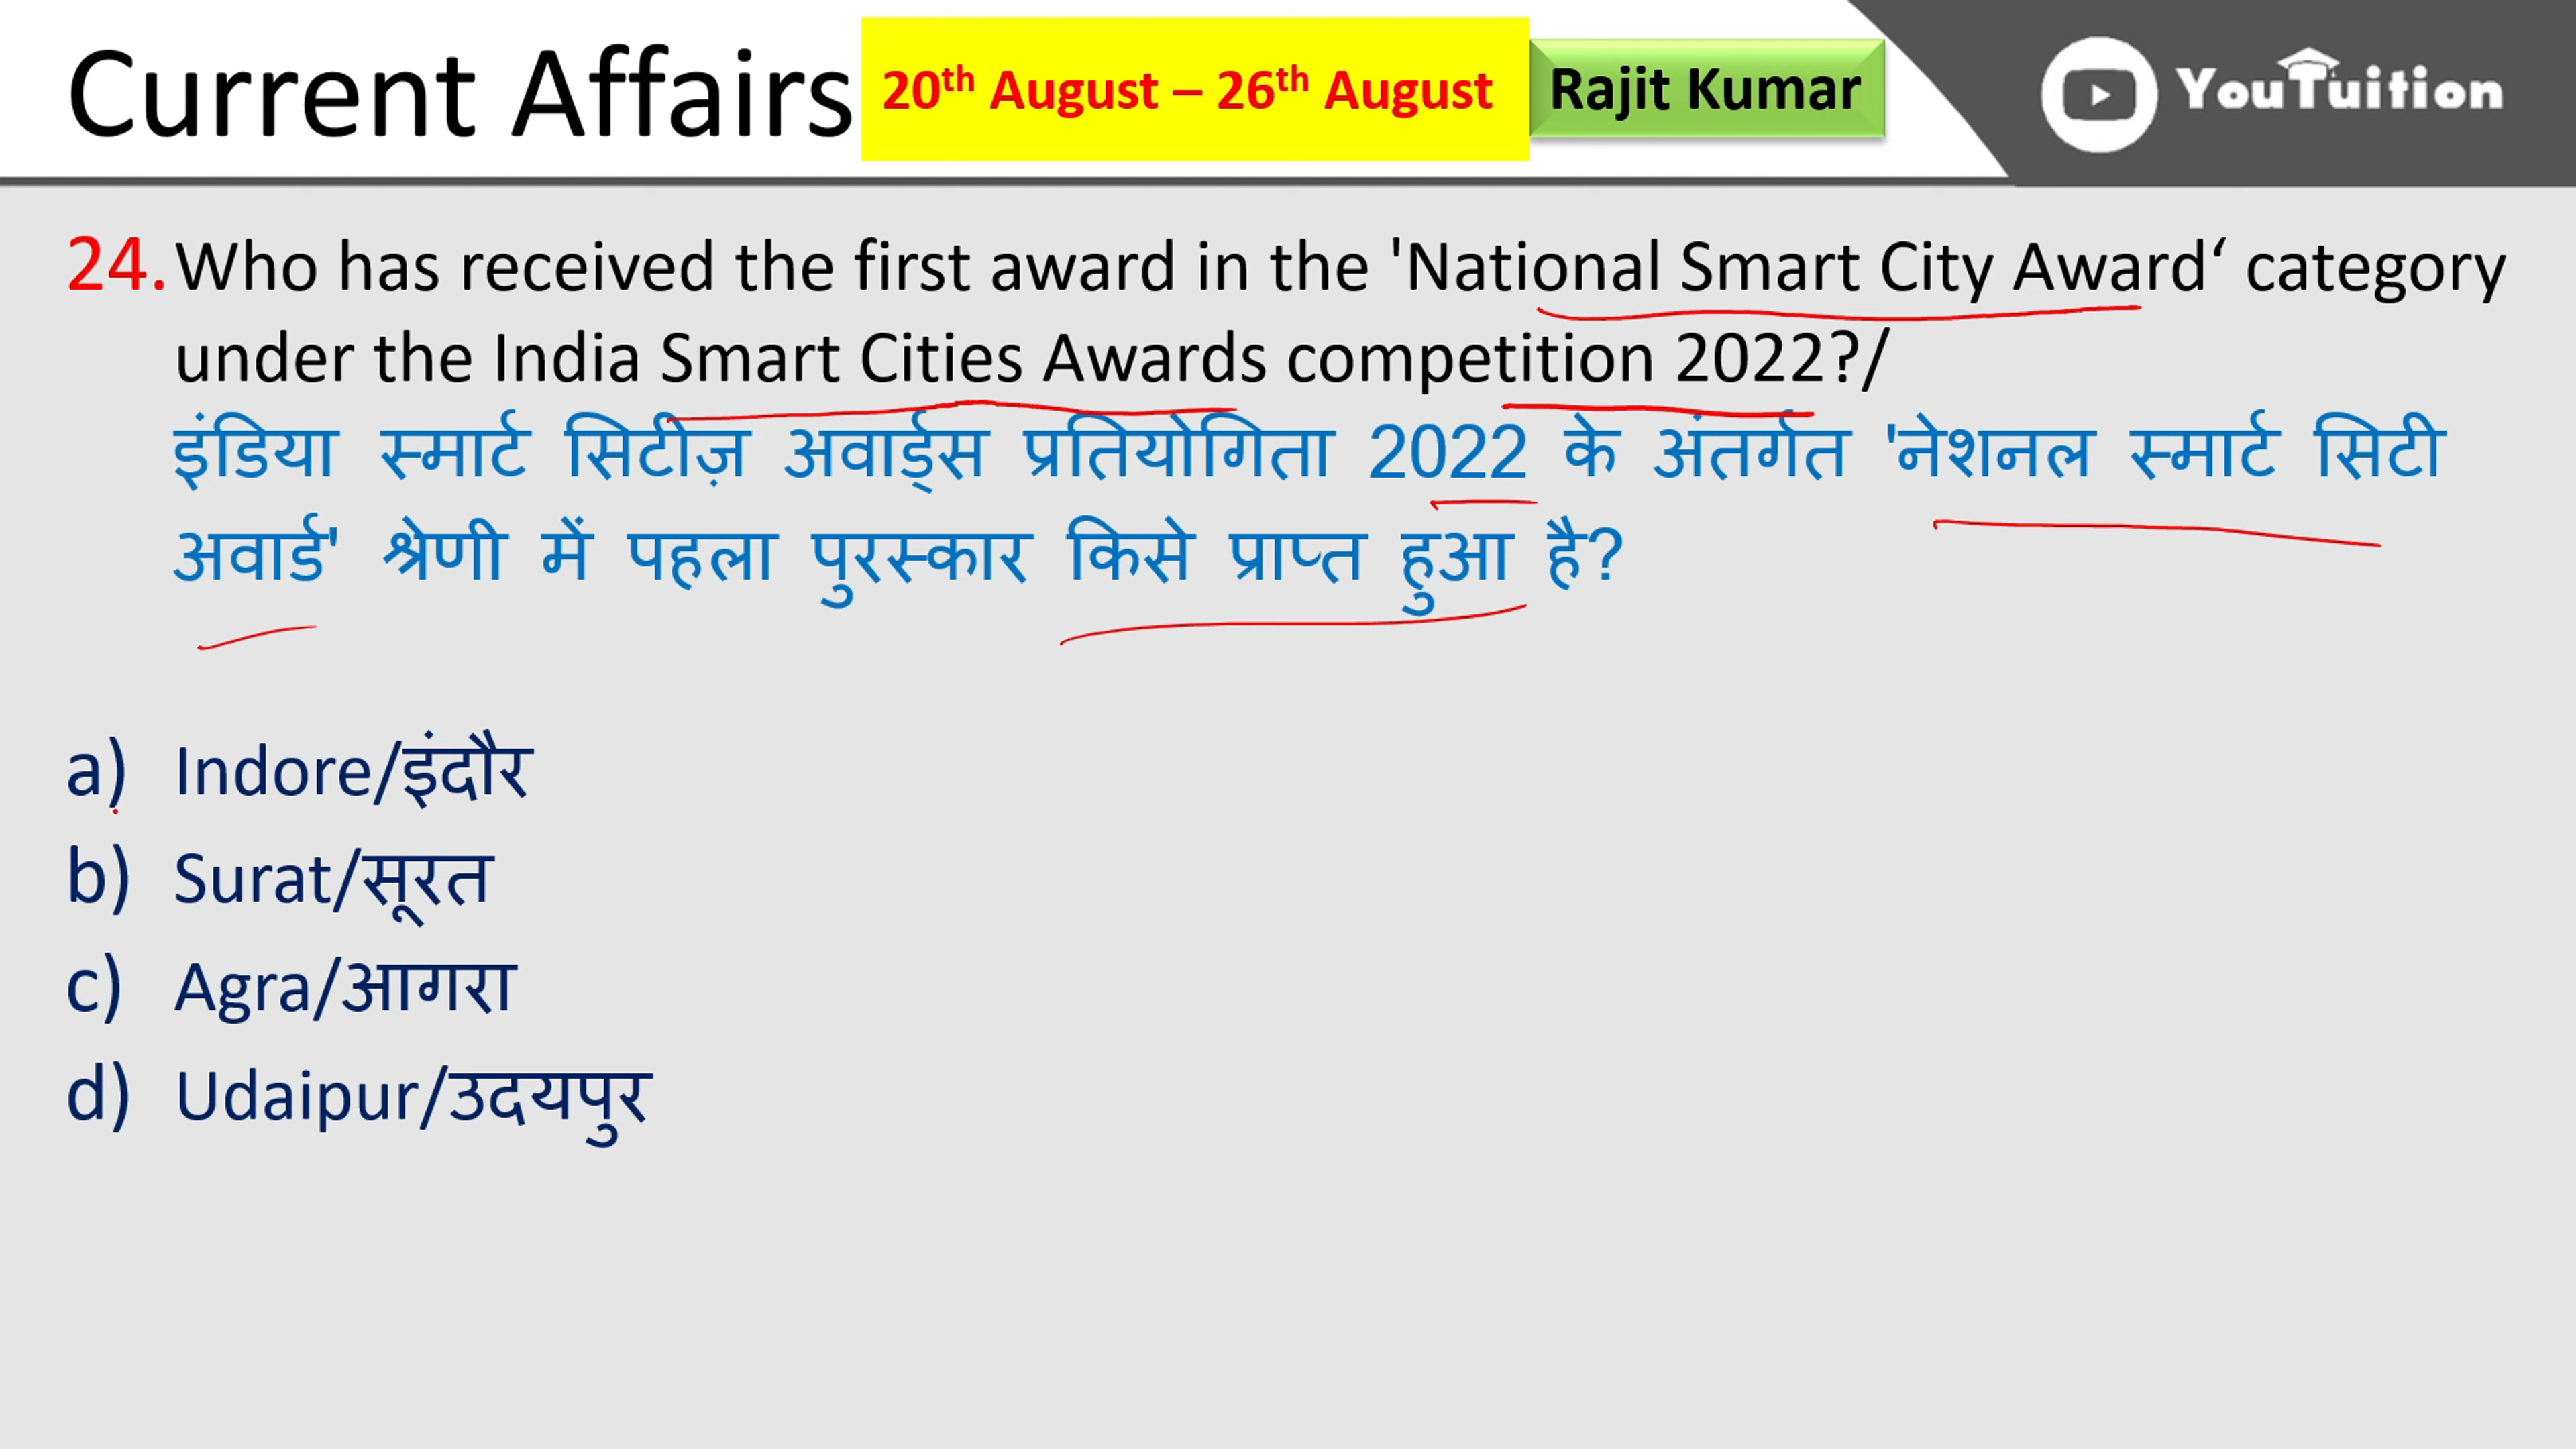 Current Affairs 20th August – 26th August Rajit Kumar YouTuition
24. Who has received the first award in the 'National Smart City Award‘ category
under the India Smart Cities Awards competition 2022?/
इंडिया स्मार्ट सिटीज़ अवार्ड्स प्रतियोगिता 2022 के अंतर्गत 'नेशनल स्मार्ट सिटी
अवार्ड' श्रेणी में पहला पुरस्कार किसे प्राप्त हुआ है?
a) Indore/इंदौर
b) Surat/सूरत
c) Agra/आगरा
d) Udaipur/उदयपुर